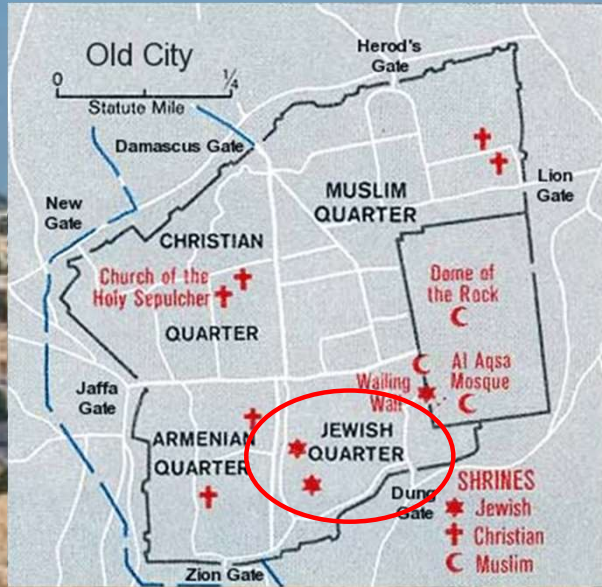 Old City
0 ¼
Statute Mile
Herod's
Gate
Damascus Gate
Lion
Gate
New
Gate
MUSLIM
QUARTER
CHRISTIAN
Church of the
Holy Sepulcher
QUARTER
Dome of
the Rock
Al Aqsa
Mosque
Wailing
Wall
Jaffa
Gate
ARMENIAN
QUARTER
JEWISH
QUARTER
Dung
Gate
Zion Gate
SHRINES
Jewish
Christian
Muslim